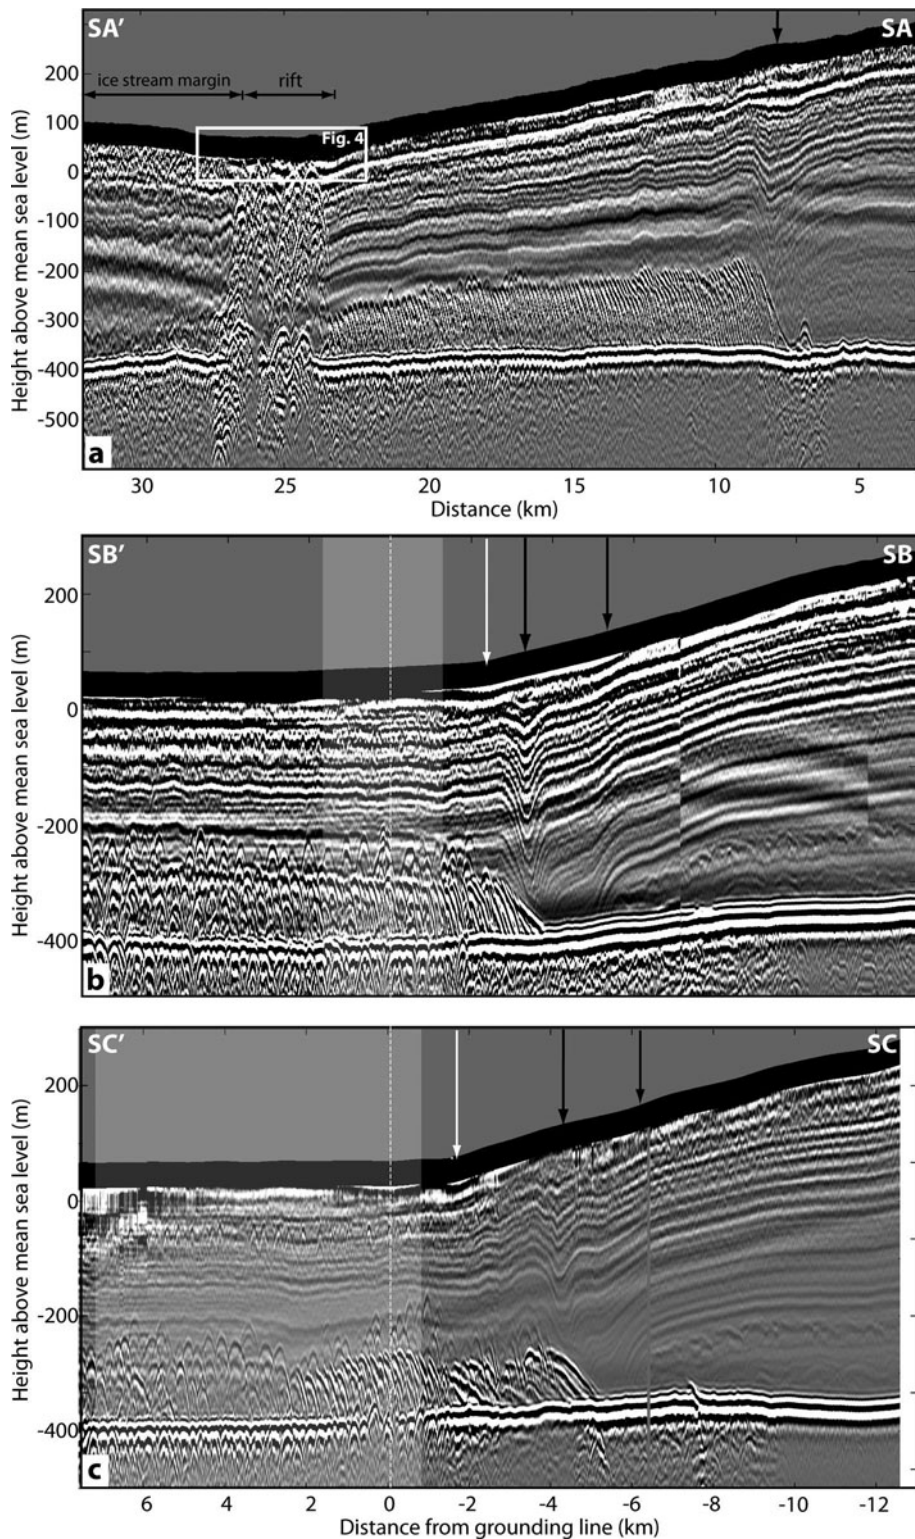 SA' SA
ice stream margin rift
Fig. 4
Height above mean sea level (m)
200
100
0
-100
-200
-300
-400
-500
a
30 25 20 15 10 5
Distance (km)
SB' SB
Height above mean sea level (m)
200
0
-200
-400
b
SC' SC
Height above mean sea level (m)
200
0
-200
-400
c
6 4 2 0 -2 -4 -6 -8 -10 -12
Distance from grounding line (km)